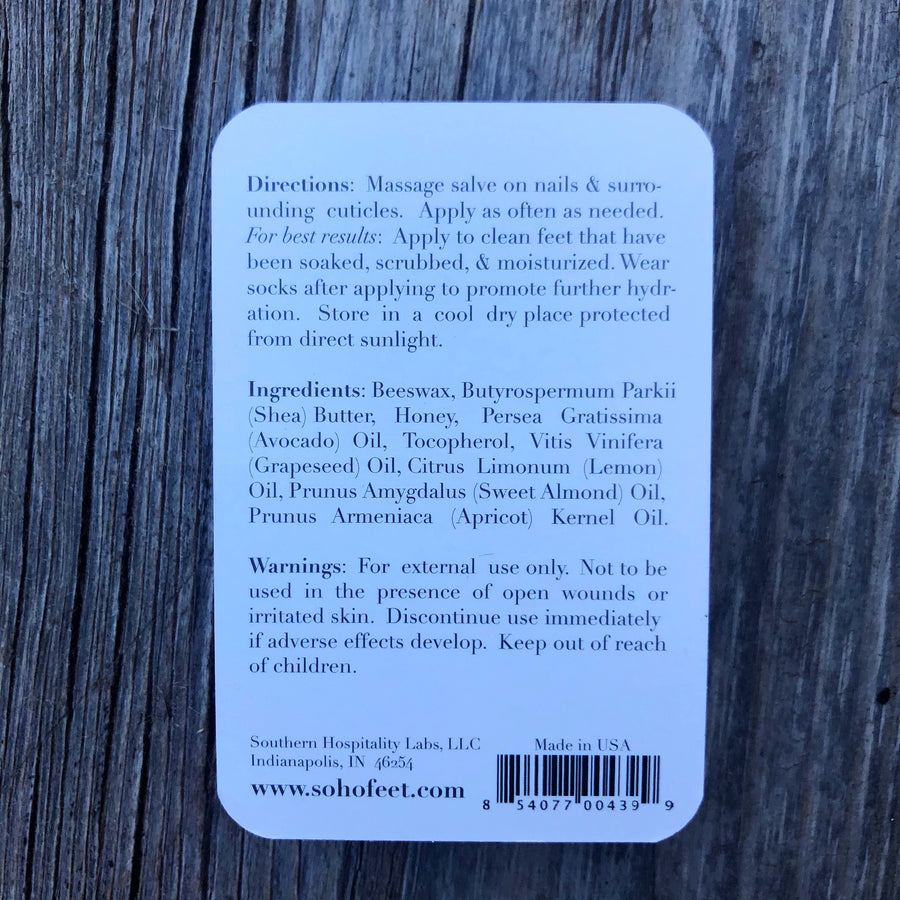 Directions: Massage salve on nails & surro-
unding cuticles. Apply as often as needed.
For best results: Apply to clean feet that have
been soaked, scrubbed, & moisturized. Wear
socks after applying to promote further hydr-
ation. Store in a cool dry place protected
from direct sunlight.
Ingredients: Beeswax, Butyrospermum Parkii
(Shea) Butter, Honey, Persea Gratissima
(Avocado) Oil, Tocopherol, Vitis Vinifera
(Grapeseed) Oil, Citrus Limonum (Lemon)
Oil, Prunus Amygdalus (Sweet Almond) Oil,
Prunus Armeniaca (Apricot) Kernel Oil.
Warnings: For external use only. Not to be
used in the presence of open wounds or
irritated skin. Discontinue use immediately
if adverse effects develop. Keep out of reach
of children.
Southern Hospitality Labs, LLC
Indianapolis, IN 46254
www.sohofeet.com
Made in USA
8 54077 00439 9